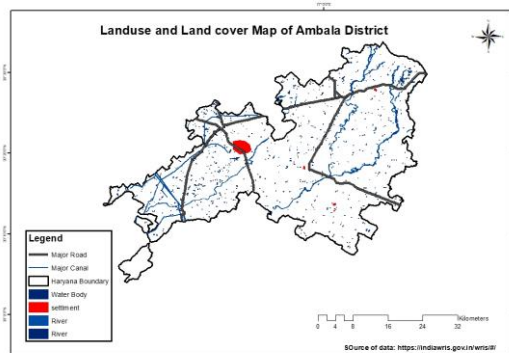 Landuse and Land cover Map of Ambala District
Legend
Major Road
Major Canal
Haryana Boundary
Water Body
settlment
River
River
0 4 8 16 24 32
Kilometers
SOurce of data: https://indiawris.gov.in/wris/#/